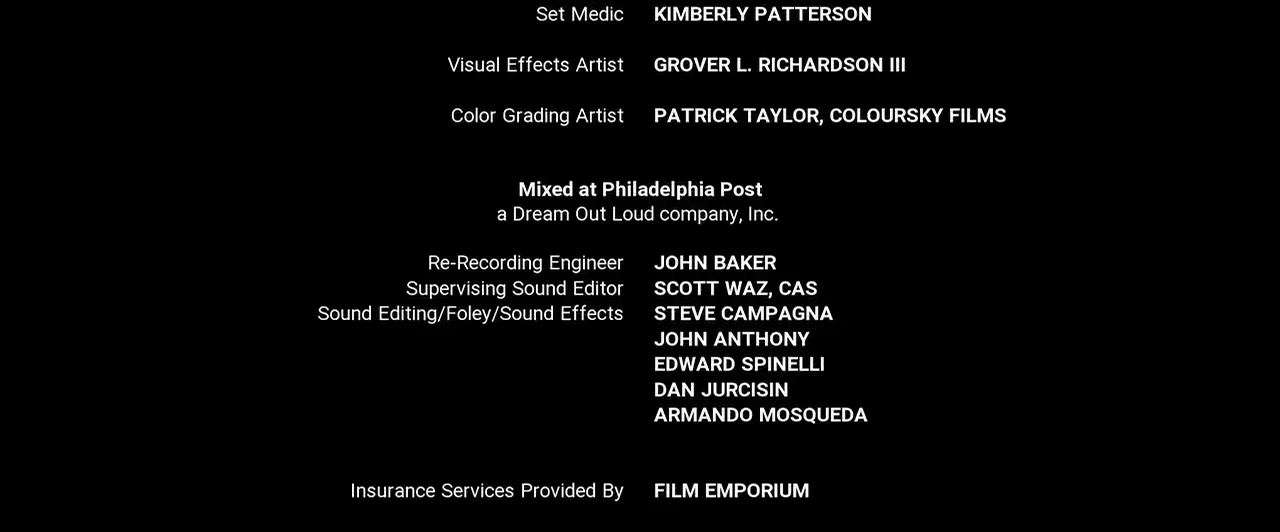 Set Medic KIMBERLY PATTERSON
Visual Effects Artist GROVER L. RICHARDSON III
Color Grading Artist PATRICK TAYLOR, COLOURSKY FILMS
Mixed at Philadelphia Post
a Dream Out Loud company, Inc.
Re-Recording Engineer JOHN BAKER
Supervising Sound Editor SCOTT WAZ, CAS
Sound Editing/Foley/Sound Effects STEVE CAMPAGNA
JOHN ANTHONY
EDWARD SPINELLI
DAN JURCISIN
ARMANDO MOSQUEDA
Insurance Services Provided By FILM EMPORIUM